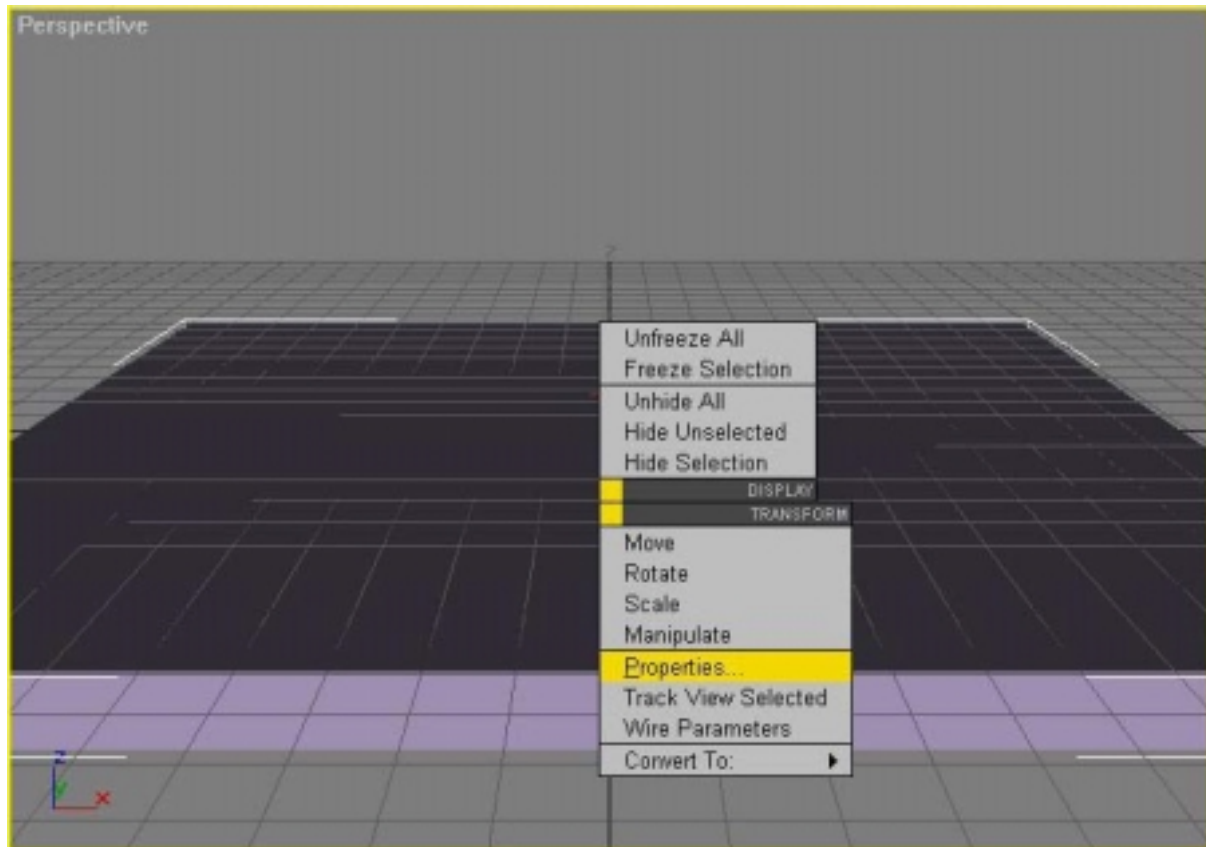 Perspective
Unfreeze All
Freeze Selection
Unhide All
Hide Unselected
Hide Selection
DISPLAY
TRANSFORM
Move
Rotate
Scale
Manipulate
Properties...
Track View Selected
Wire Parameters
Convert To:
z
y
x